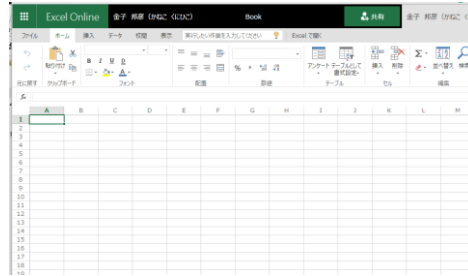 Excel Online 金子 邦彦 (かねこ くにひこ) Book 共有 金子 邦彦 (かねこ く
ファイル ホーム 挿入 データ 校閲 表示 実行したい作業を入力してください Excel で開く
貼り付け
B I U D
A
%
アンケート テーブルとして
書式設定
挿入 削除
Σ
並べ替え 検索
元に戻す クリップボード フォント 配置 数値 テーブル セル 編集
fx
A B C D E F G H I J K L M
1
2
3
4
5
6
7
8
9
10
11
12
13
14
15
16
17
18
19